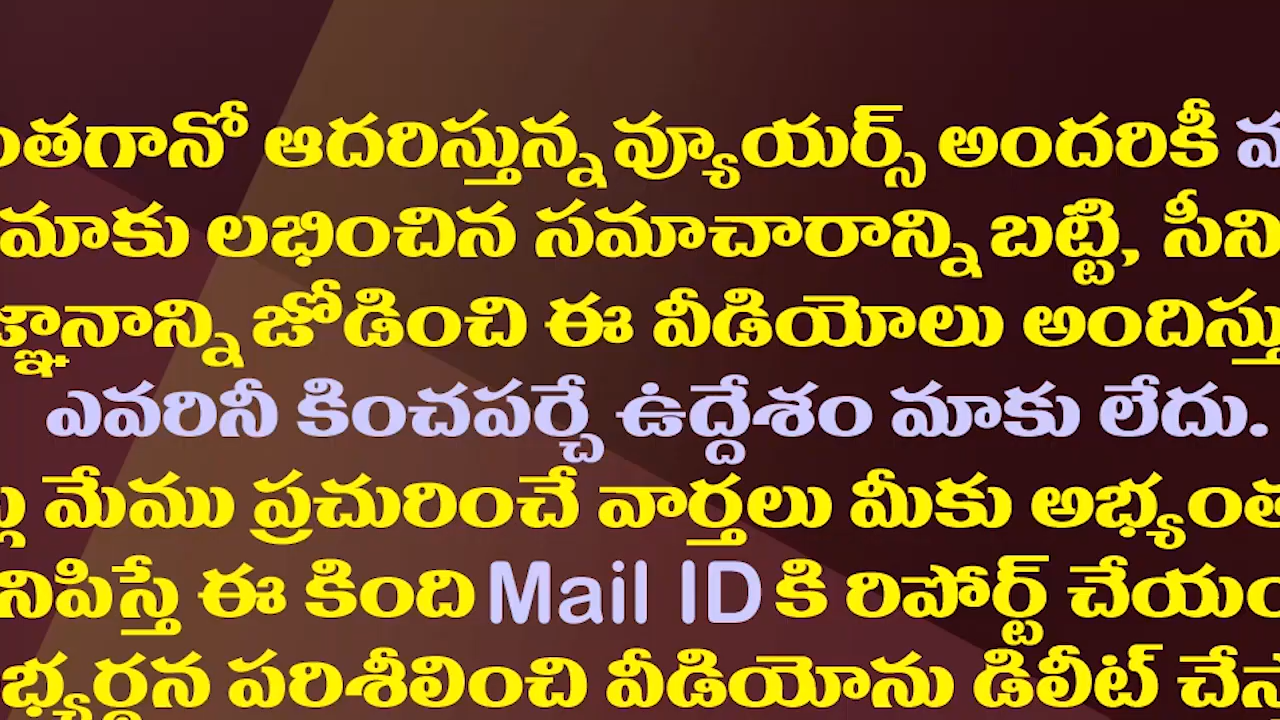 ంతగానో ఆదరిస్తున్న వ్యూయర్స్ అందరికీ
మాకు లభించిన సమాచారాన్ని బట్టి, సీని
జ్ఞానాన్ని జోడించి ఈ వీడియోలు అందిస్తు
ఎవరినీ కించపర్చే ఉద్దేశం మాకు లేదు.
మేము ప్రచురించే వార్తలు మీకు అభ్యంత
నిపిస్తే ఈ కింది Mail ID కి రిపోర్ట్ చేయం
భ్యర్థన పరిశీలించి వీడియోను డిలీట్ చేస